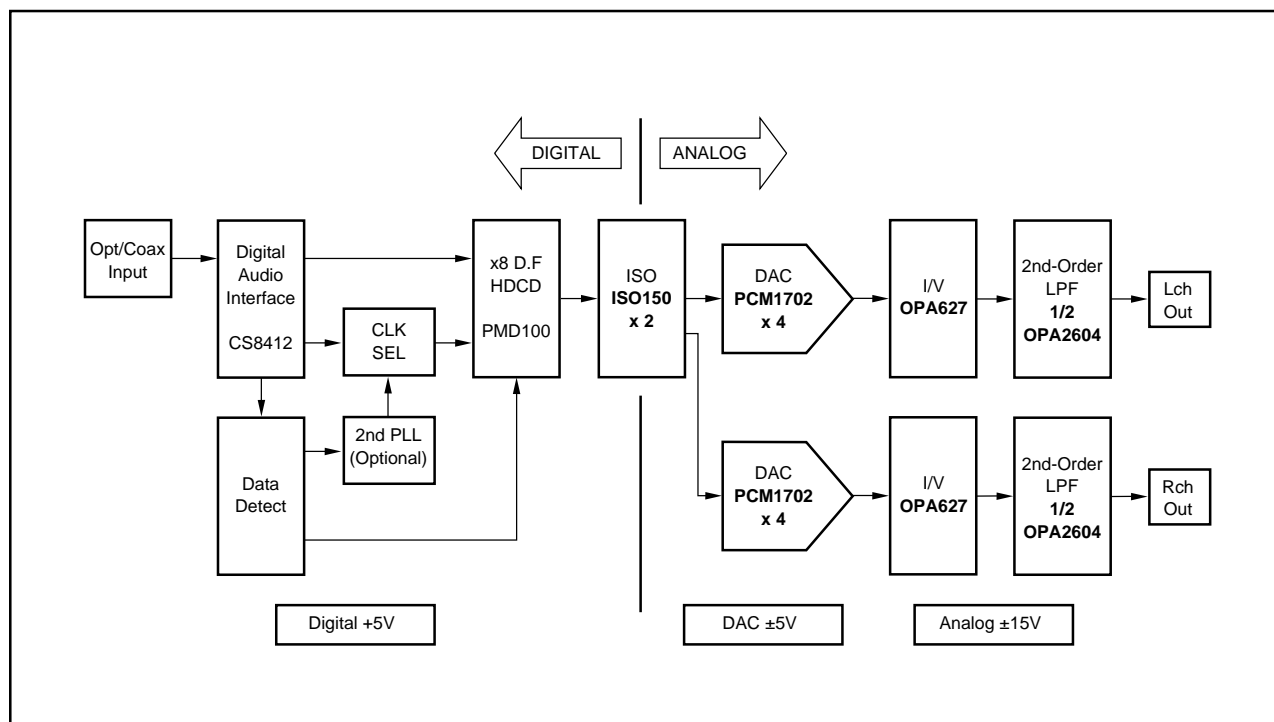 DIGITAL
ANALOG
Opt/Coax
Input
Digital
Audio
Interface
CS8412
CLK
SEL
x8 D.F
HDCD
PMD100
ISO
ISO150
x 2
DAC
PCM1702
x 4
I/V
OPA627
2nd-Order
LPF
1/2
OPA2604
Lch
Out
Data
Detect
2nd PLL
(Optional)
DAC
PCM1702
x 4
I/V
OPA627
2nd-Order
LPF
1/2
OPA2604
Rch
Out
Digital +5V
DAC ±5V
Analog ±15V